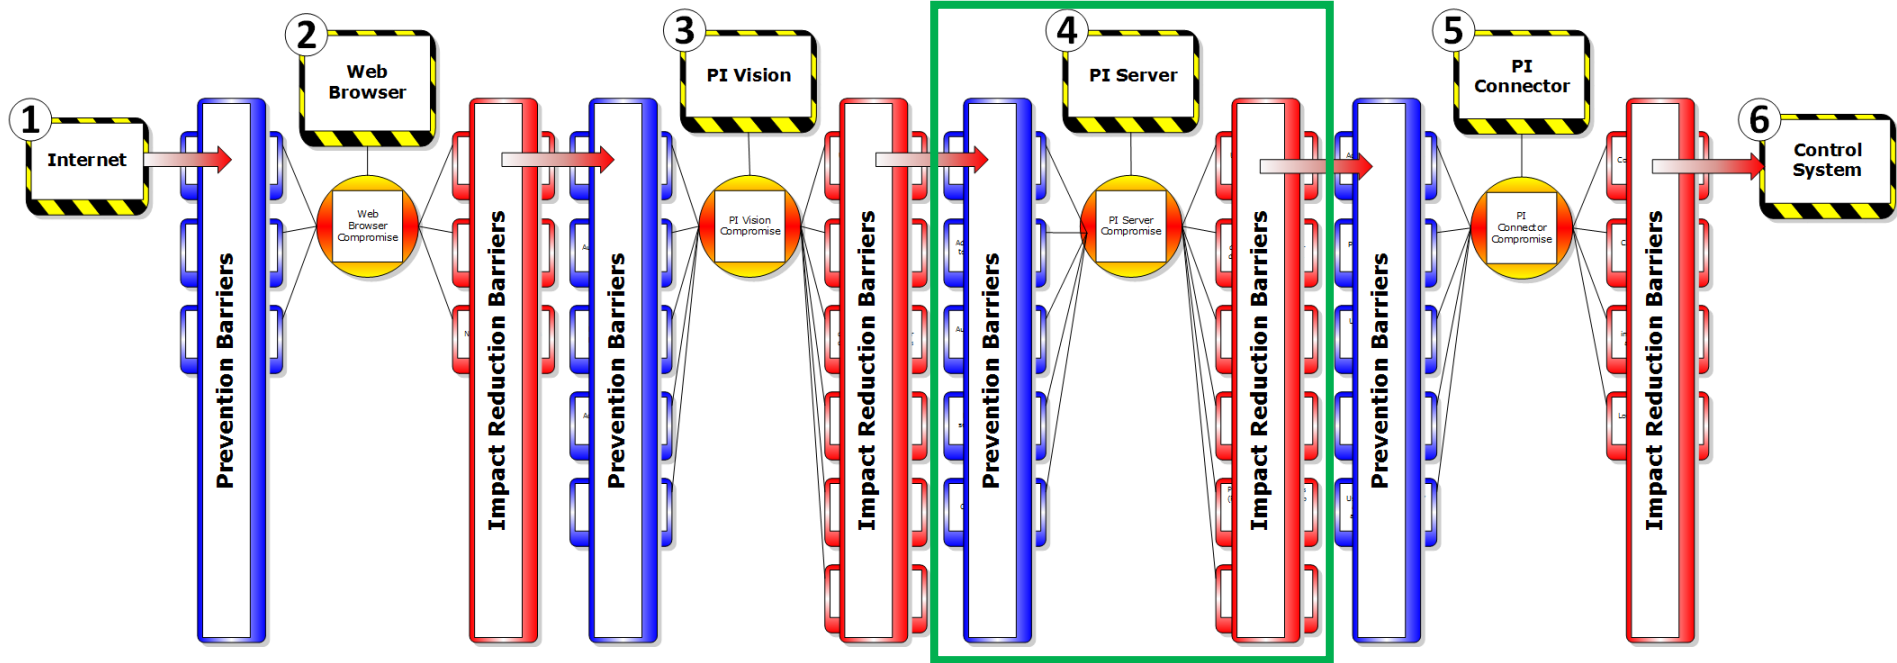 1
Internet
2
Web
Browser
3
PI Vision
4
PI Server
5
PI
Connector
6
Control
System
Prevention Barriers
Web
Browser
Compromise
Impact Reduction Barriers
Prevention Barriers
PI Vision
Compromise
Impact Reduction Barriers
Prevention Barriers
PI Server
Compromise
Impact Reduction Barriers
Prevention Barriers
PI
Connector
Compromise
Impact Reduction Barriers